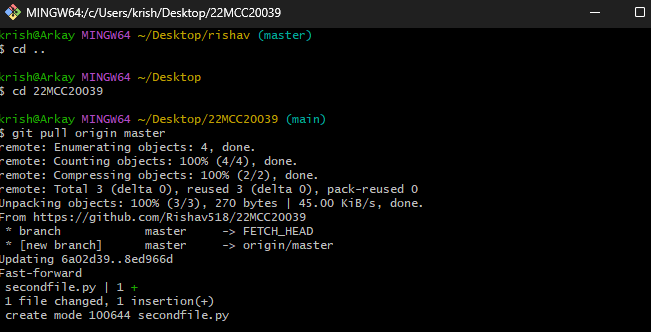 MINGW64:/c/Users/krish/Desktop/22MCC20039
krish@Arkay MINGW64 ~/Desktop/rishav (master)
$ cd ..
krish@Arkay MINGW64 ~/Desktop
$ cd 22MCC20039
krish@Arkay MINGW64 ~/Desktop/22MCC20039 (main)
$ git pull origin master
remote: Enumerating objects: 4, done.
remote: Counting objects: 100% (4/4), done.
remote: Compressing objects: 100% (2/2), done.
remote: Total 3 (delta 0), reused 3 (delta 0), pack-reused 0
Unpacking objects: 100% (3/3), 270 bytes | 45.00 KiB/s, done.
From https://github.com/Rishav518/22MCC20039
 * branch            master     -> FETCH_HEAD
 * [new branch]      master     -> origin/master
Updating 6a02d39..8ed966d
Fast-forward
 secondfile.py | 1 +
 1 file changed, 1 insertion(+)
 create mode 100644 secondfile.py